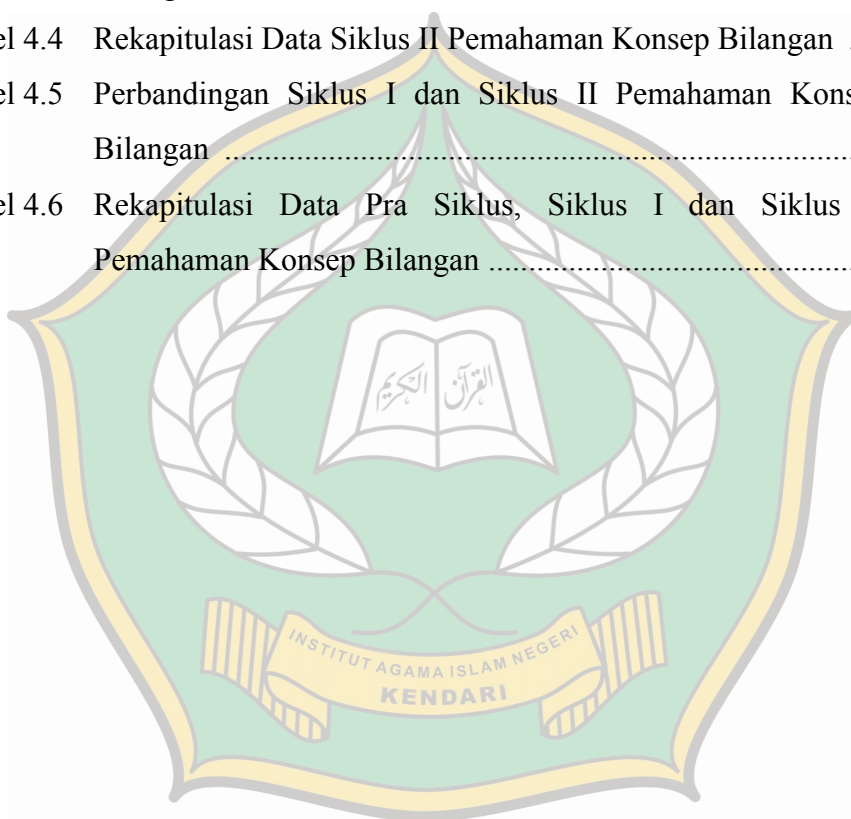 el 4.4 Rekapitulasi Data Siklus II Pemahaman Konsep Bilangan .
el 4.5 Perbandingan Siklus I dan Siklus II Pemahaman Kons
Bilangan ...............................................................................
el 4.6 Rekapitulasi Data Pra Siklus, Siklus I dan Siklus
Pemahaman Konsep Bilangan ..............................................
القرآن الكريم
INSTITUT AGAMA ISLAM NEGERI
KENDARI